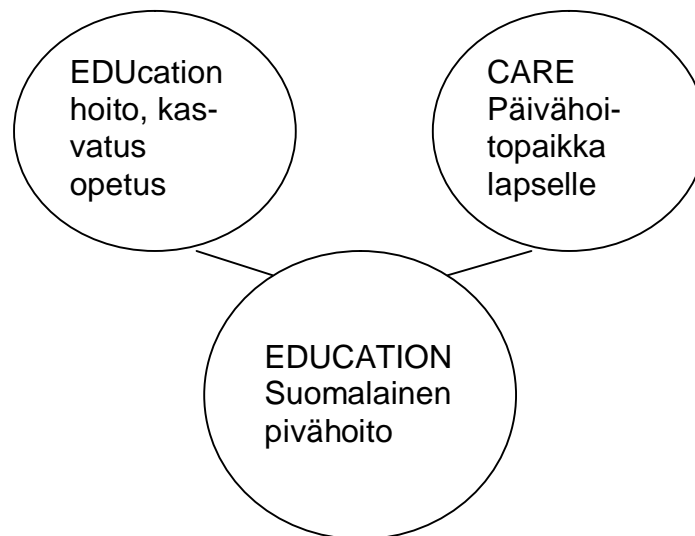 EDUcation
hoito, kas-
vatus
opetus
CARE
Päivähoi-
topaikka
lapselle
EDUCATION
Suomalainen
pivähoito